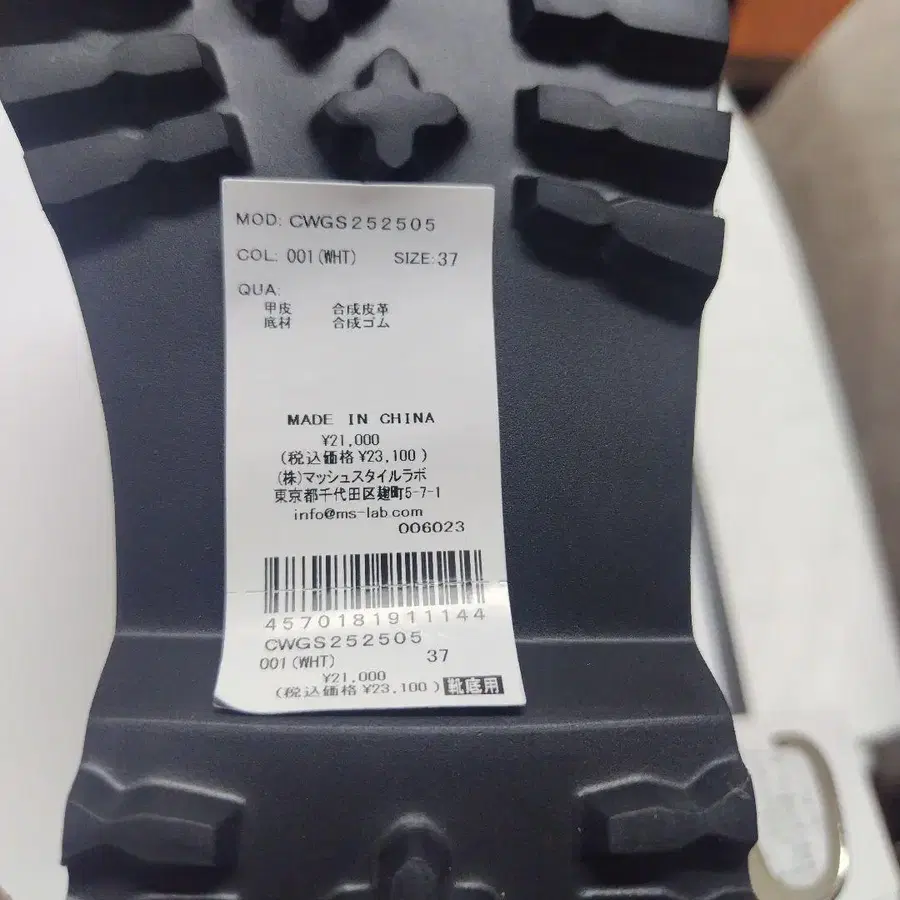 MOD: CWGS252505
COL: 001(WHT) SIZE: 37
QUA:
甲皮 合成皮革
底材 合成ゴム
MADE IN CHINA
¥21,000
(税込価格 ¥23,100)
(株)マッシュスタイルラボ
東京都千代田区麹町5-7-1
info@ms-lab.com
006023
4570181911144
CWGS252505
001(WHT) 37
¥21,000
(税込価格 ¥23,100) 靴底用